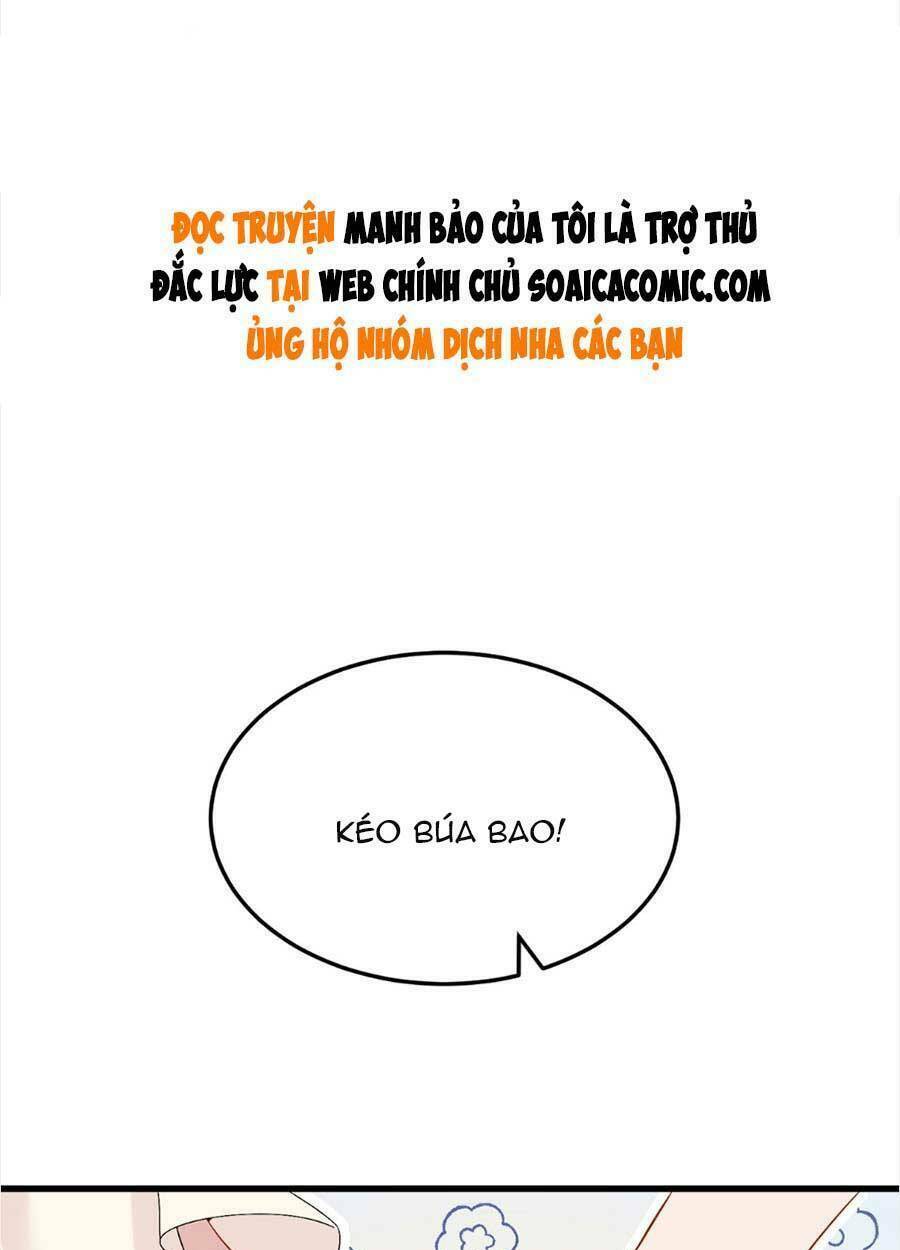 ĐỌC TRUYỆN MANH BẢO CỦA TÔI LÀ TRỢ THỦ
ĐẮC LỰC TẠI WEB CHÍNH CHỦ SOAICACOMIC.COM
ỦNG HỘ NHÓM DỊCH NHA CÁC BẠN
KÉO BÚA BAO!